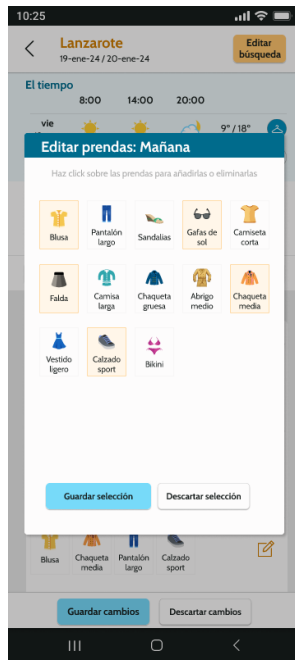 10:25
Lanzarote
19-ene-24 / 20-ene-24
Editar
búsqueda
El tiempo
8:00 14:00 20:00
vie
9° / 18°
Editar prendas: Mañana
Haz click sobre las prendas para añadirlas o eliminarlas
Blusa
Pantalón
largo
Sandalias
Gafas de
sol
Camiseta
corta
Falda
Camisa
larga
Chaqueta
gruesa
Abrigo
medio
Chaqueta
media
Vestido
ligero
Calzado
sport
Bikini
Guardar selección
Descartar selección
Blusa
Chaqueta
media
Pantalón
largo
Calzado
sport
Guardar cambios
Descartar cambios